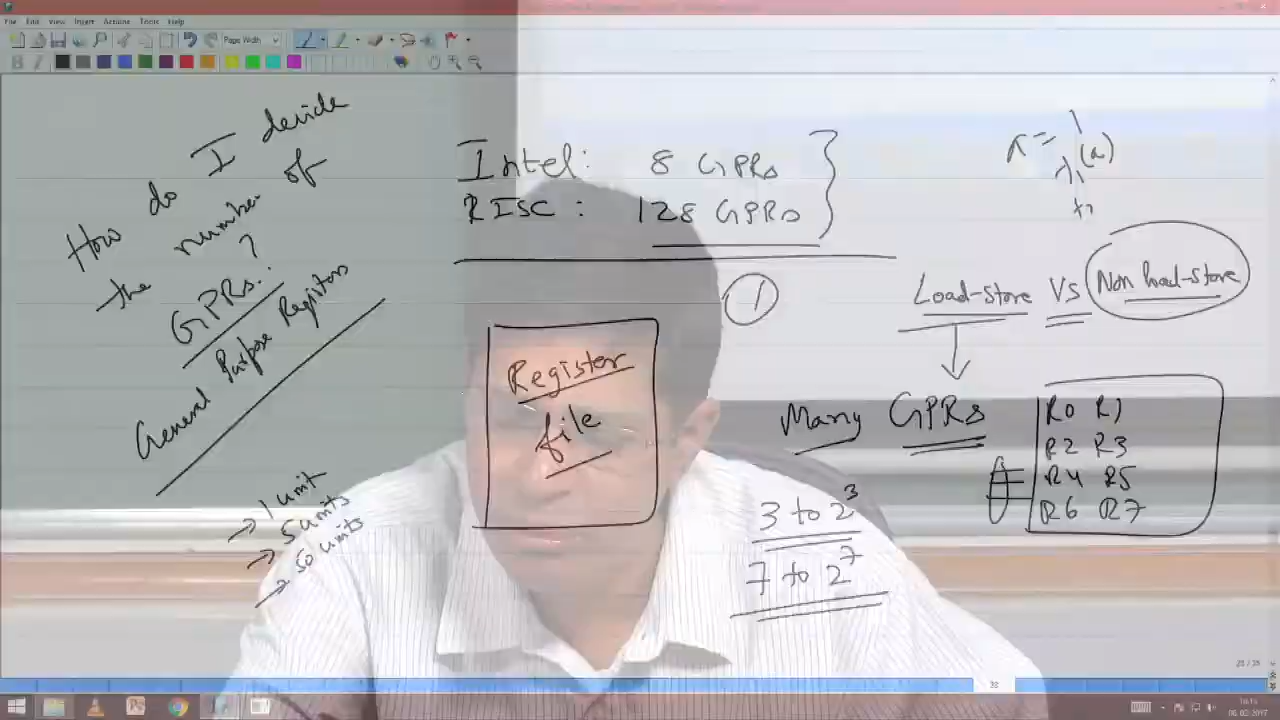 File Edit View Insert Actions Tools Help
Page Width
How do I decide
the number of
GPRs?
General Purpose Registers
→ 1 unit
→ 5 units
→ 50 units
Intel: 8 GPRs
RISC: 128 GPRs
1
Register
file
(a)
Load-store Vs Non load-store
Many GPRs
R0 R1
R2 R3
R4 R5
R6 R7
3 to 2³
7 to 2⁷